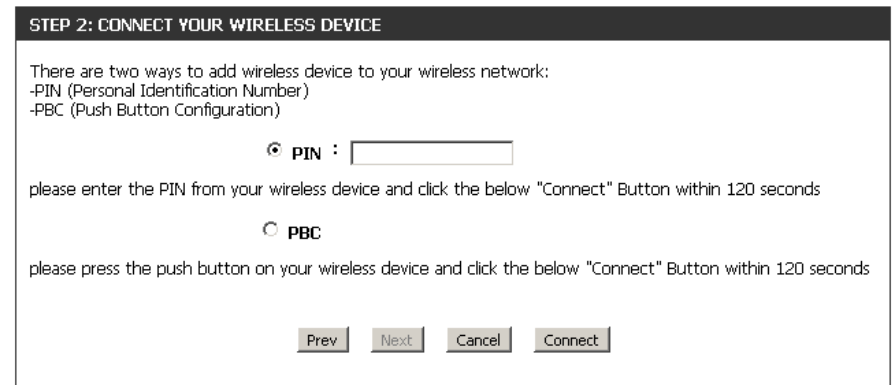 STEP 2: CONNECT YOUR WIRELESS DEVICE
There are two ways to add wireless device to your wireless network:
-PIN (Personal Identification Number)
-PBC (Push Button Configuration)
PIN :
please enter the PIN from your wireless device and click the below "Connect" Button within 120 seconds
PBC
please press the push button on your wireless device and click the below "Connect" Button within 120 seconds
Prev Next Cancel Connect